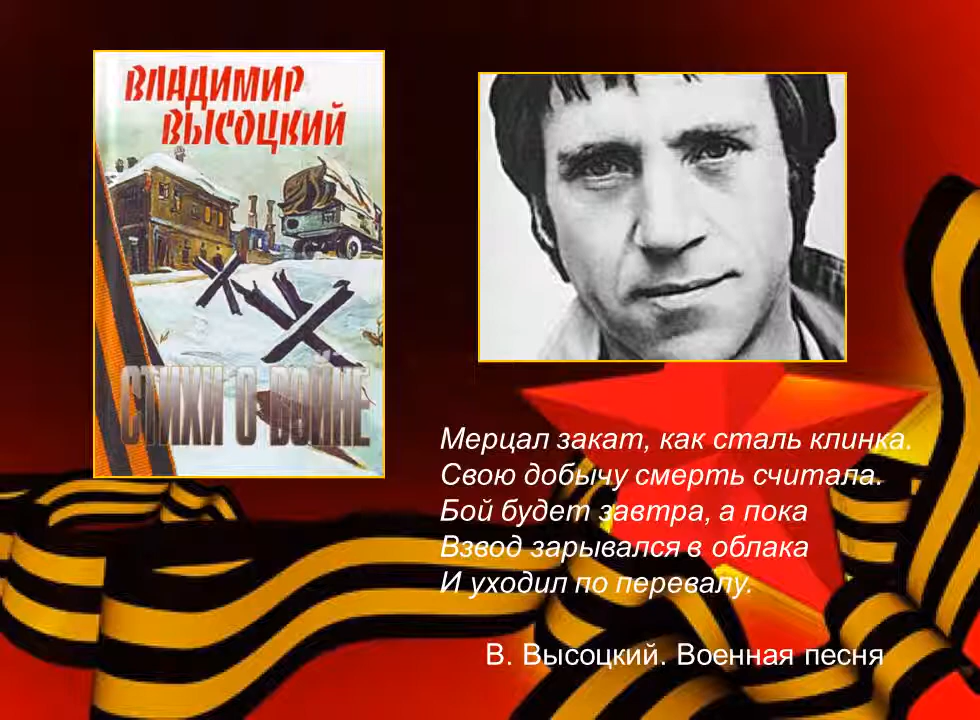 ВЛАДИМИР
ВЫСОЦКИЙ
СТИХИ О ВОЙНЕ
Мерцал закат, как сталь клинка.
Свою добычу смерть считала.
Бой будет завтра, а пока
Взвод зарывался в облака
И уходил по перевалу.
В. Высоцкий. Военная песня